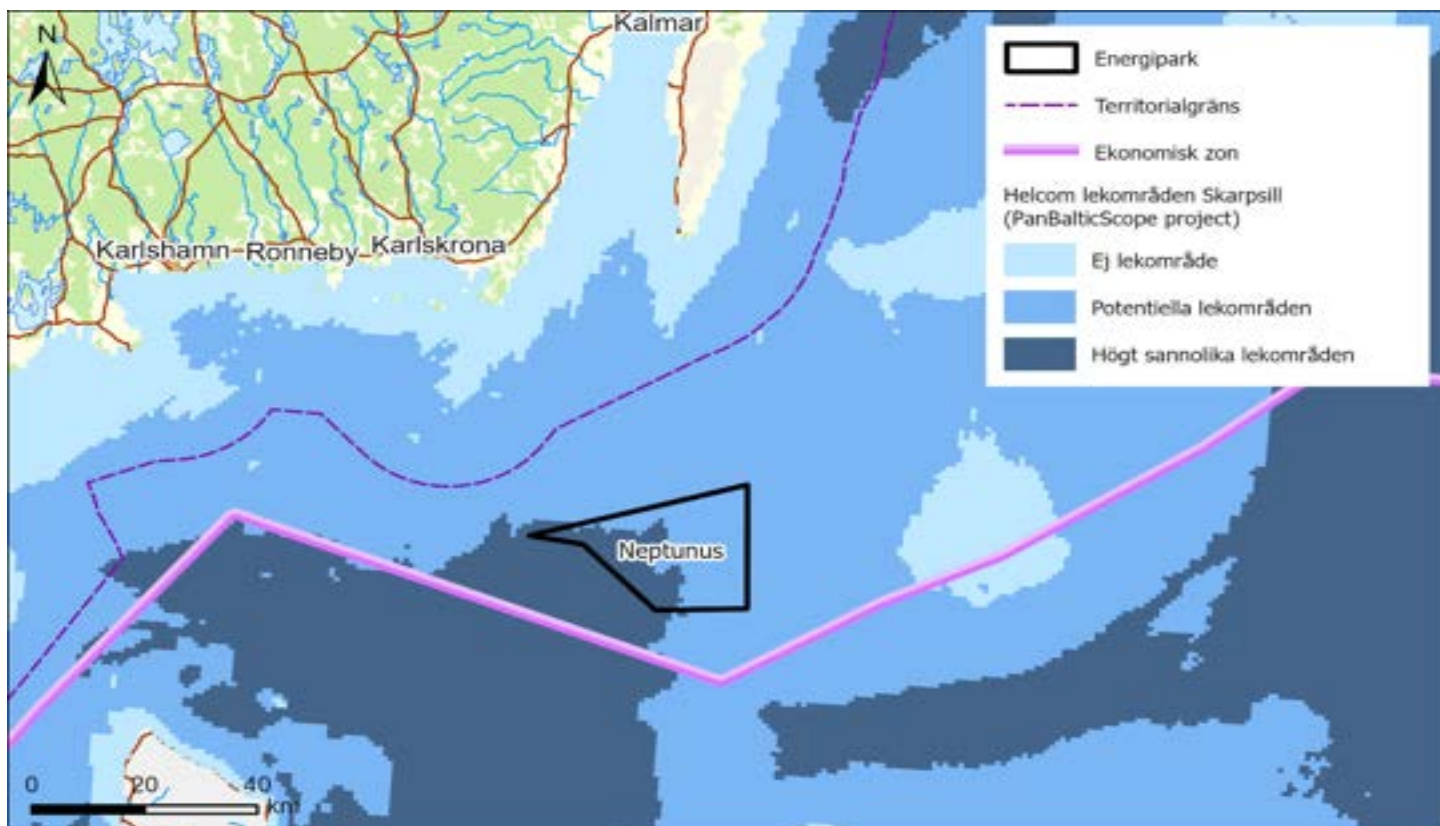 Kalmar
N
Karlshamn
Ronneby
Karlskrona
Neptunus
0 20 40
km
Energipark
Territorialgräns
Ekonomisk zon
Helcom lekområden Skarpsill
(PanBalticScope project)
Ej lekområde
Potentiella lekområden
Högt sannolika lekområden